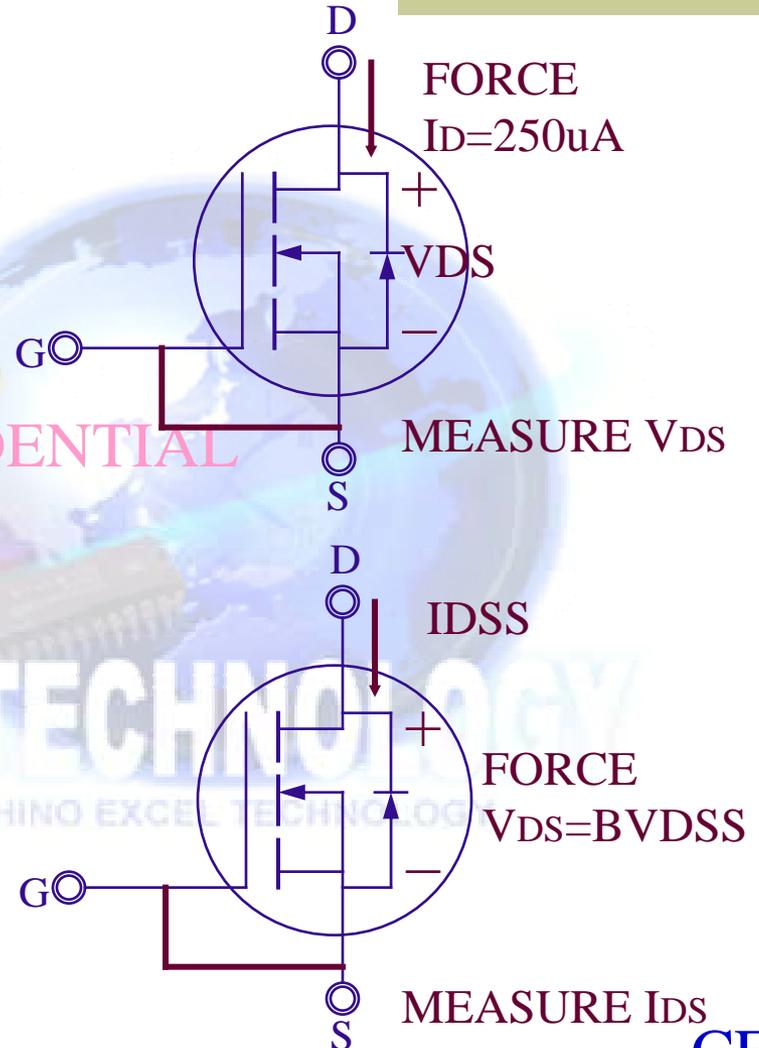 D
FORCE
ID=250uA
+
VDS
−
G
DENTIAL
MEASURE VDS
S
D
IDSS
TECHNOLOGY
+
FORCE
HINO EXCEL TECHNOLOGY
VDS=BVDSS
−
G
MEASURE IDS
S